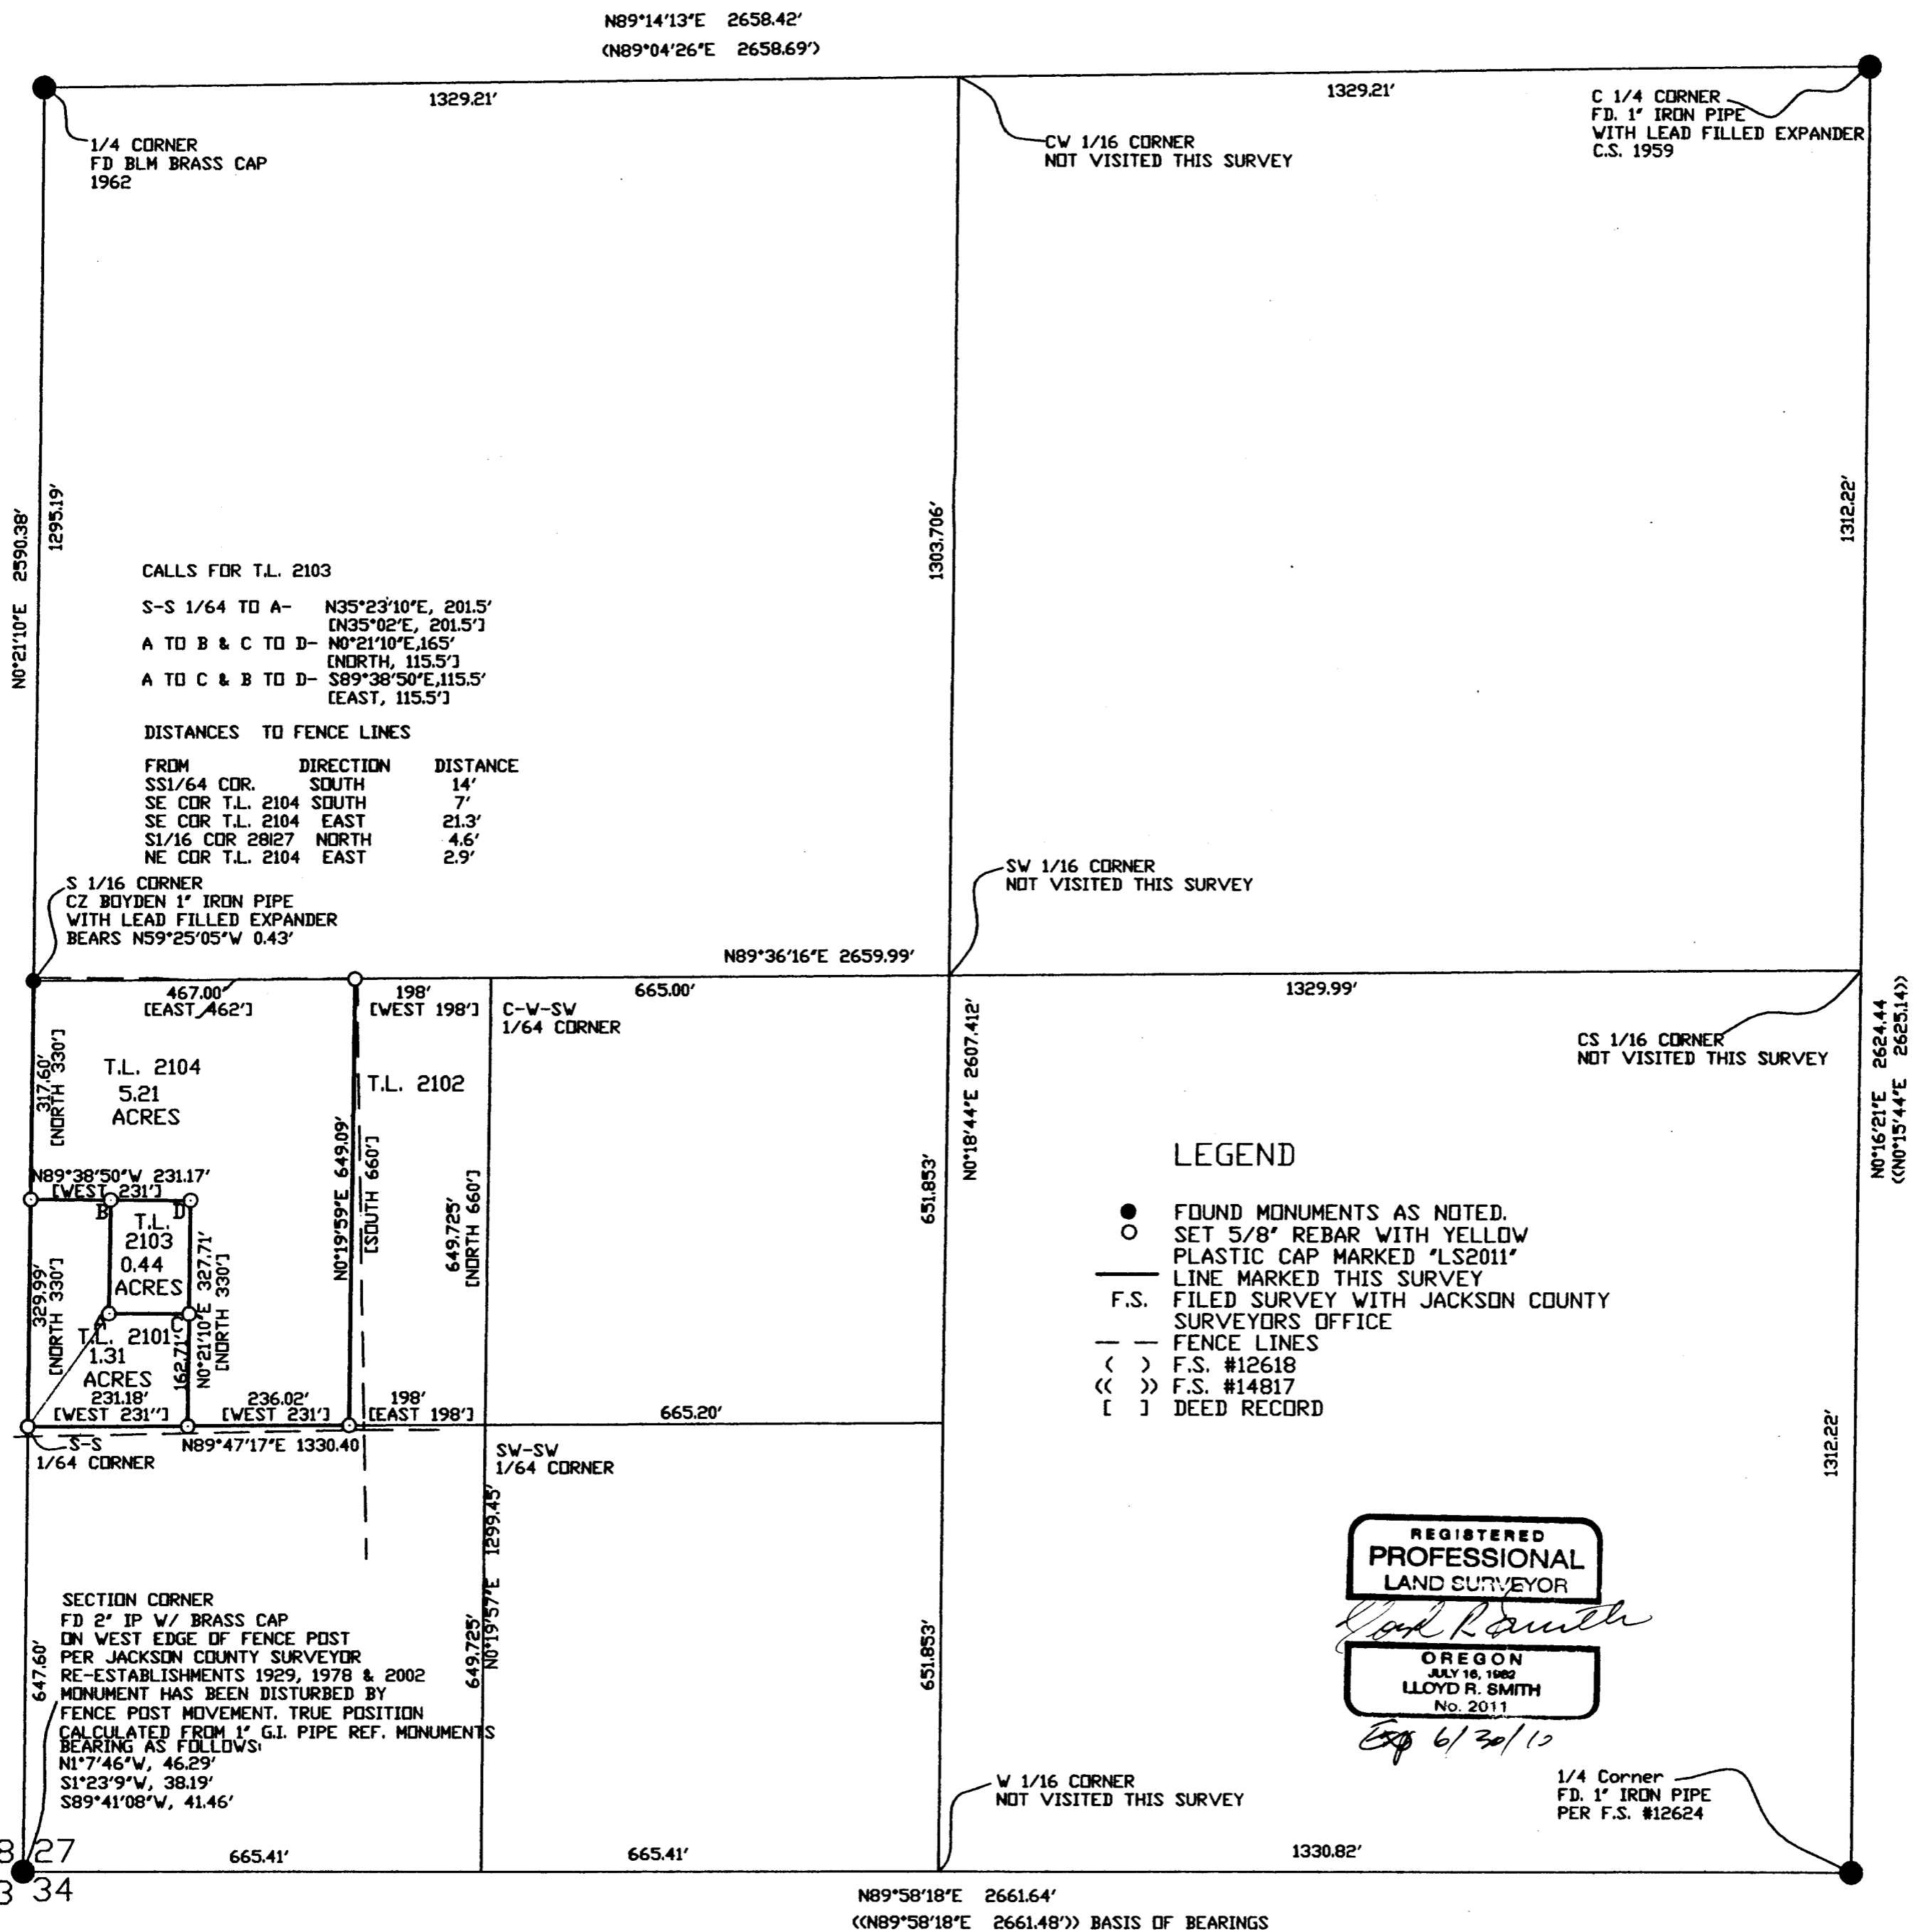 N89°14'13"E 2658.42'
(N89°04'26"E 2658.69')
1329.21'
1329.21'
1/4 CORNER
FD BLM BRASS CAP
1962
CW 1/16 CORNER
NOT VISITED THIS SURVEY
C 1/4 CORNER
FD. 1" IRON PIPE
WITH LEAD FILLED EXPANDER
C.S. 1959
N0°21'10"E 2590.38'
1295.19'
1303.706'
1312.22'
CALLS FOR T.L. 2103
S-S 1/64 TO A- N35°23'10"E, 201.5'
[N35°02'E, 201.5']
A TO B & C TO D- N0°21'10"E,165'
[NORTH, 115.5']
A TO C & B TO D- S89°38'50"E,115.5'
[EAST, 115.5']
DISTANCES TO FENCE LINES
FROM DIRECTION DISTANCE
SS1/64 COR. SOUTH 14'
SE COR T.L. 2104 SOUTH 7'
SE COR T.L. 2104 EAST 21.3'
S1/16 COR 28|27 NORTH 4.6'
NE COR T.L. 2104 EAST 2.9'
S 1/16 CORNER
CZ BOYDEN 1" IRON PIPE
WITH LEAD FILLED EXPANDER
BEARS N59°25'05"W 0.43'
SW 1/16 CORNER
NOT VISITED THIS SURVEY
N89°36'16"E 2659.99'
467.00'
[EAST 462']
198'
[WEST 198']
665.00'
1329.99'
C-W-SW
1/64 CORNER
CS 1/16 CORNER
NOT VISITED THIS SURVEY
317.60'
[NORTH 330']
T.L. 2104
5.21
ACRES
T.L. 2102
N0°19'59"E 649.09'
[SOUTH 660']
649.725'
[NORTH 660']
651.853'
N0°18'44"E 2607.412'
N0°16'21"E 2624.44
((N0°15'44"E 2625.14))
N89°38'50"W 231.17'
[WEST 231']
B
D
T.L.
2103
0.44
ACRES
329.99'
[NORTH 330']
N0°21'10"E 327.71'
[NORTH 330']
A
C
T.L. 2101
1.31
ACRES
162.71'
231.18'
[WEST 231'']
236.02'
[WEST 231']
198'
[EAST 198']
665.20'
S-S
1/64 CORNER
N89°47'17"E 1330.40
SW-SW
1/64 CORNER
LEGEND
FOUND MONUMENTS AS NOTED.
SET 5/8" REBAR WITH YELLOW
PLASTIC CAP MARKED "LS2011"
LINE MARKED THIS SURVEY
F.S. FILED SURVEY WITH JACKSON COUNTY
SURVEYORS OFFICE
FENCE LINES
( ) F.S. #12618
(( )) F.S. #14817
[ ] DEED RECORD
1312.22'
N0°19'57"E 1299.45'
649.725'
651.853'
647.60'
SECTION CORNER
FD 2" IP W/ BRASS CAP
ON WEST EDGE OF FENCE POST
PER JACKSON COUNTY SURVEYOR
RE-ESTABLISHMENTS 1929, 1978 & 2002
MONUMENT HAS BEEN DISTURBED BY
FENCE POST MOVEMENT. TRUE POSITION
CALCULATED FROM 1" G.I. PIPE REF. MONUMENTS
BEARING AS FOLLOWS:
N1°7'46"W, 46.29'
S1°23'9"W, 38.19'
S89°41'08"W, 41.46'
REGISTERED
PROFESSIONAL
LAND SURVEYOR
OREGON
JULY 16, 1982
LLOYD R. SMITH
No. 2011
Exp 6/30/10
W 1/16 CORNER
NOT VISITED THIS SURVEY
1/4 Corner
FD. 1" IRON PIPE
PER F.S. #12624
27
34
665.41'
665.41'
1330.82'
N89°58'18"E 2661.64'
((N89°58'18"E 2661.48')) BASIS OF BEARINGS